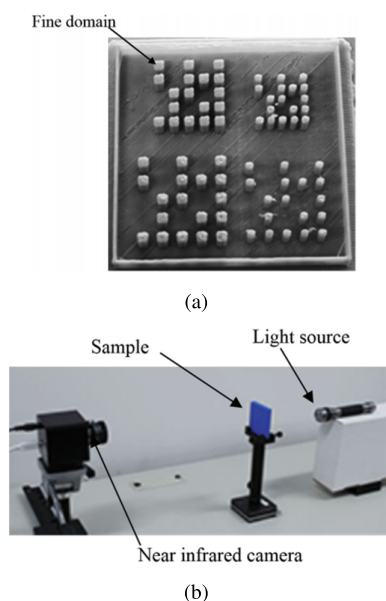 Fine domain
(a)
Sample
Light source
Near infrared camera
(b)